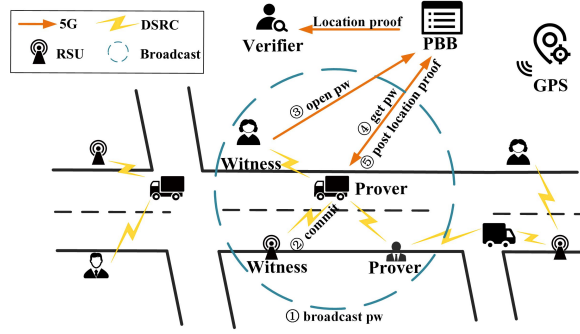 5G
DSRC
RSU
Broadcast
Location proof
Verifier
PBB
GPS
③ open pw
④ get pw
⑤ post location proof
Witness
Prover
② commit
Witness
Prover
① broadcast pw